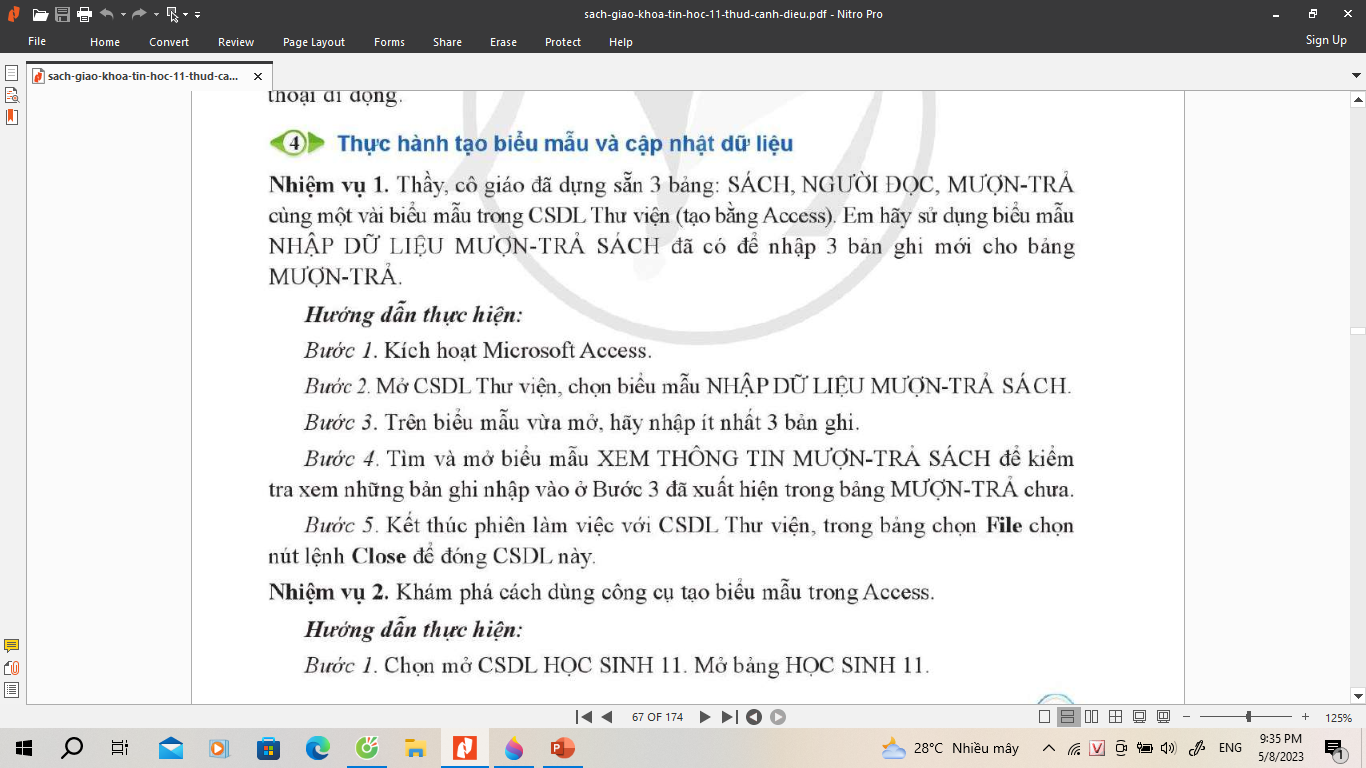 sach-giao-khoa-tin-hoc-11-thud-canh-dieu.pdf - Nitro Pro
File Home Convert Review Page Layout Forms Share Erase Protect Help Sign Up
sach-giao-khoa-tin-hoc-11-thud-ca...
thoại di động.
4 Thực hành tạo biểu mẫu và cập nhật dữ liệu
Nhiệm vụ 1. Thầy, cô giáo đã dựng sẵn 3 bảng: SÁCH, NGƯỜI ĐỌC, MƯỢN-TRẢ
cùng một vài biểu mẫu trong CSDL Thư viện (tạo bằng Access). Em hãy sử dụng biểu mẫu
NHẬP DỮ LIỆU MƯỢN-TRẢ SÁCH đã có để nhập 3 bản ghi mới cho bảng
MƯỢN-TRẢ.
Hướng dẫn thực hiện:
Bước 1. Kích hoạt Microsoft Access.
Bước 2. Mở CSDL Thư viện, chọn biểu mẫu NHẬP DỮ LIỆU MƯỢN-TRẢ SÁCH.
Bước 3. Trên biểu mẫu vừa mở, hãy nhập ít nhất 3 bản ghi.
Bước 4. Tìm và mở biểu mẫu XEM THÔNG TIN MƯỢN-TRẢ SÁCH để kiểm
tra xem những bản ghi nhập vào ở Bước 3 đã xuất hiện trong bảng MƯỢN-TRẢ chưa.
Bước 5. Kết thúc phiên làm việc với CSDL Thư viện, trong bảng chọn File chọn
nút lệnh Close để đóng CSDL này.
Nhiệm vụ 2. Khám phá cách dùng công cụ tạo biểu mẫu trong Access.
Hướng dẫn thực hiện:
Bước 1. Chọn mở CSDL HỌC SINH 11. Mở bảng HỌC SINH 11.
67 OF 174
125%
28°C Nhiều mây
ENG
9:35 PM
5/8/2023
1